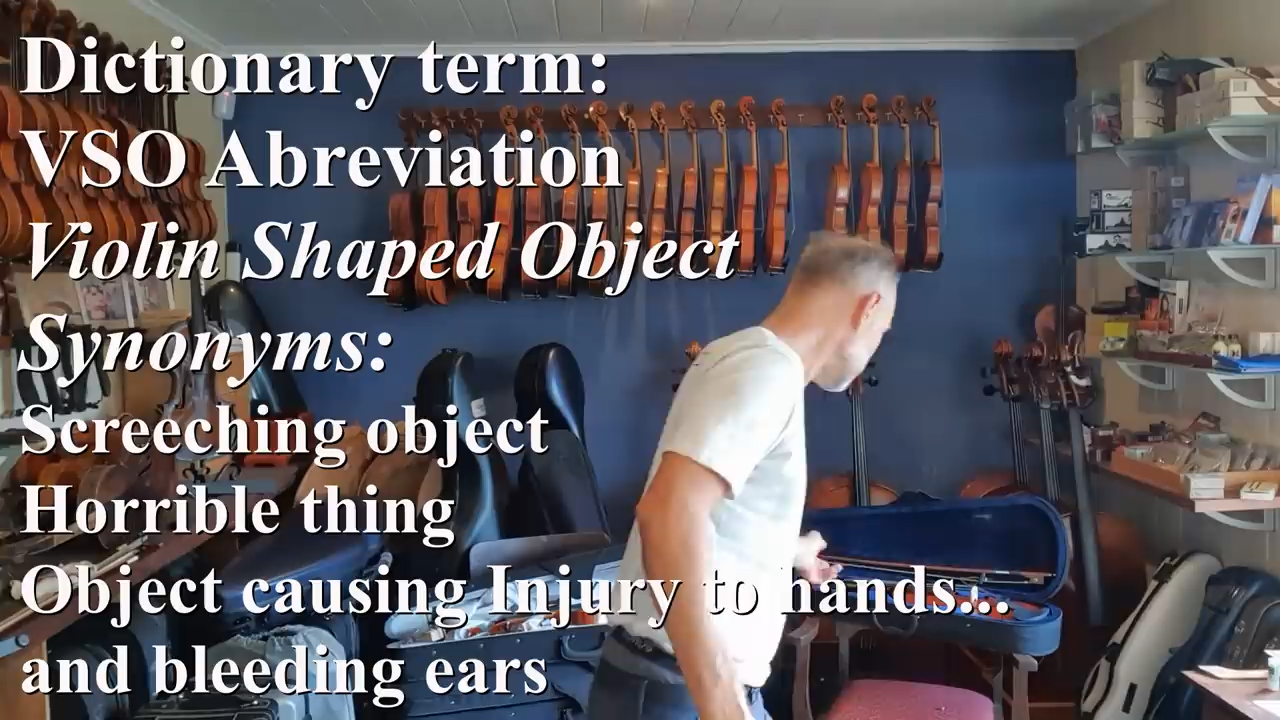 Dictionary term:
VSO Abreviation
Violin Shaped Object
Synonyms:
Screeching object
Horrible thing
Object causing Injury to hands...
and bleeding ears